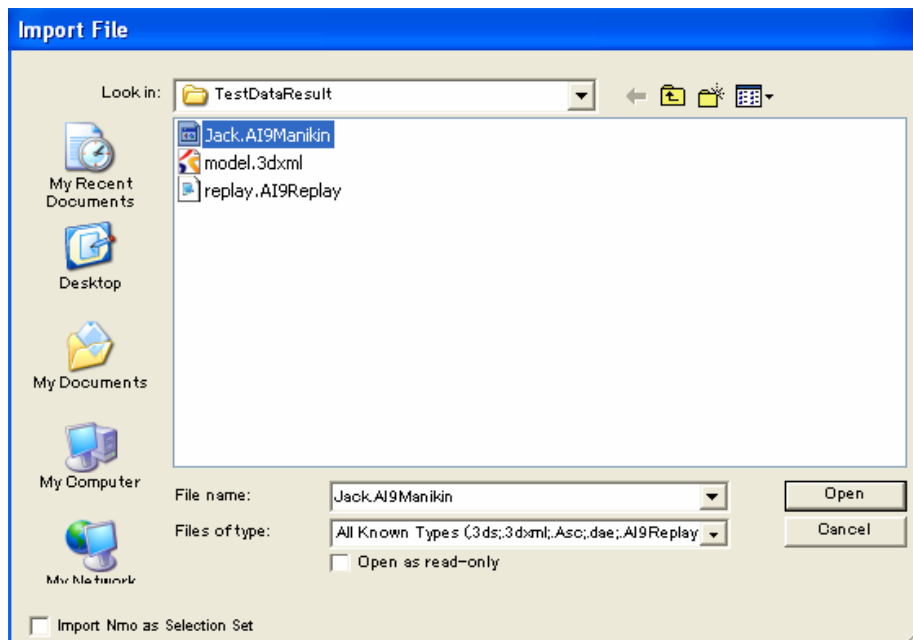 Import File
Look in:
TestDataResult
Jack.AI9Manikin
model.3dxml
replay.AI9Replay
My Recent
Documents
Desktop
My Documents
My Computer
My Network
File name:
Jack.AI9Manikin
Open
Files of type:
All Known Types (.3ds;.3dxml;.Asc;.dae;.AI9Replay
Cancel
Open as read-only
Import Nmo as Selection Set